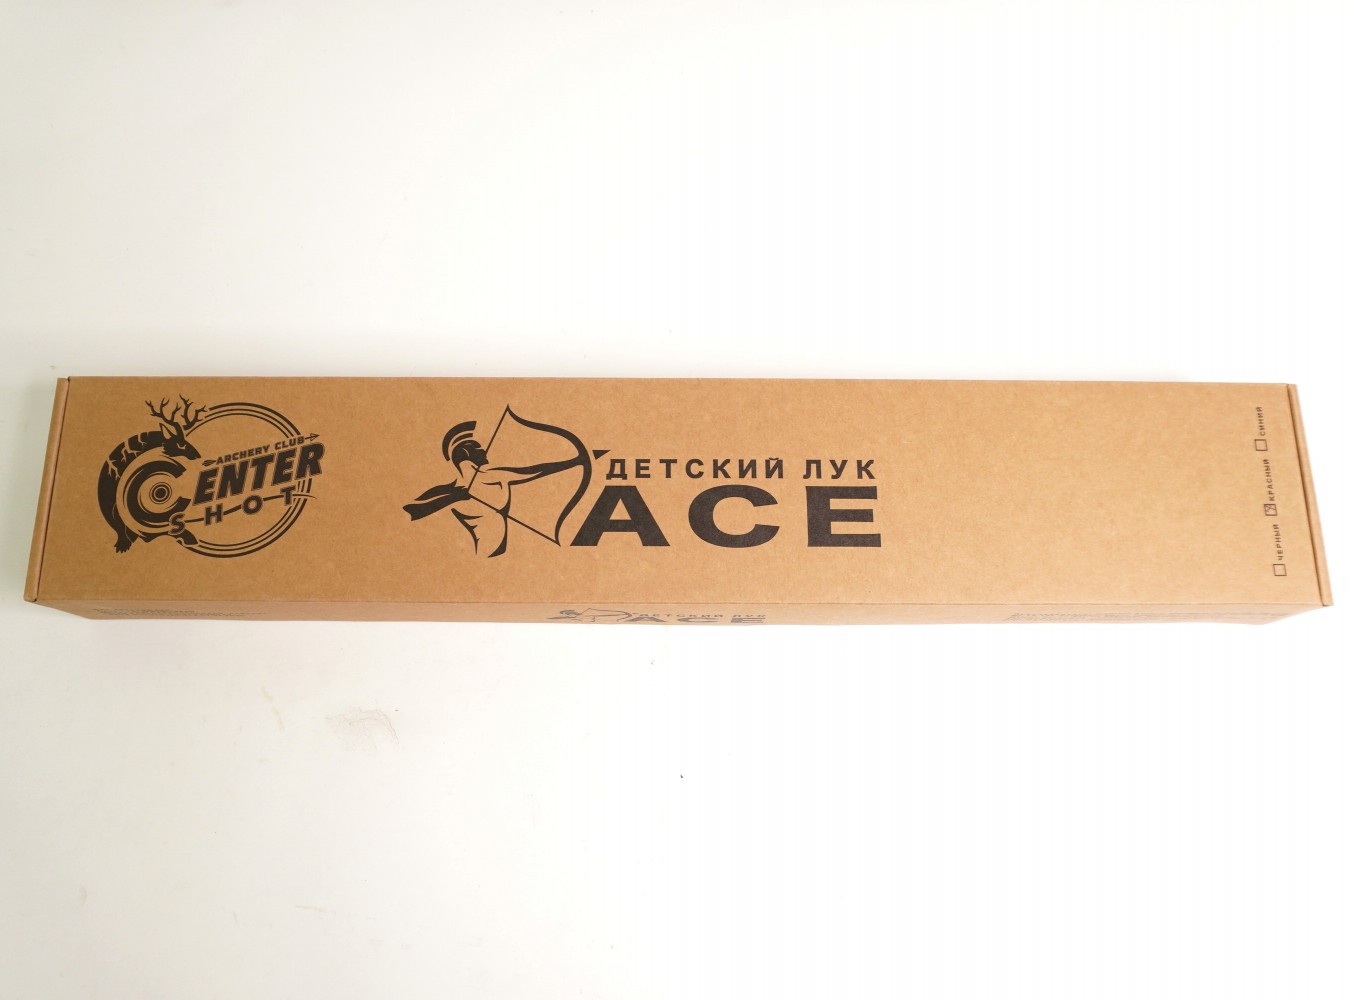 ARCHERY CLUB
CENTER
SHOT
ДЕТСКИЙ ЛУК
ACE
ЧЕРНЫЙ
КРАСНЫЙ
СИНИЙ
ДЕТСКИЙ ЛУК
ACE